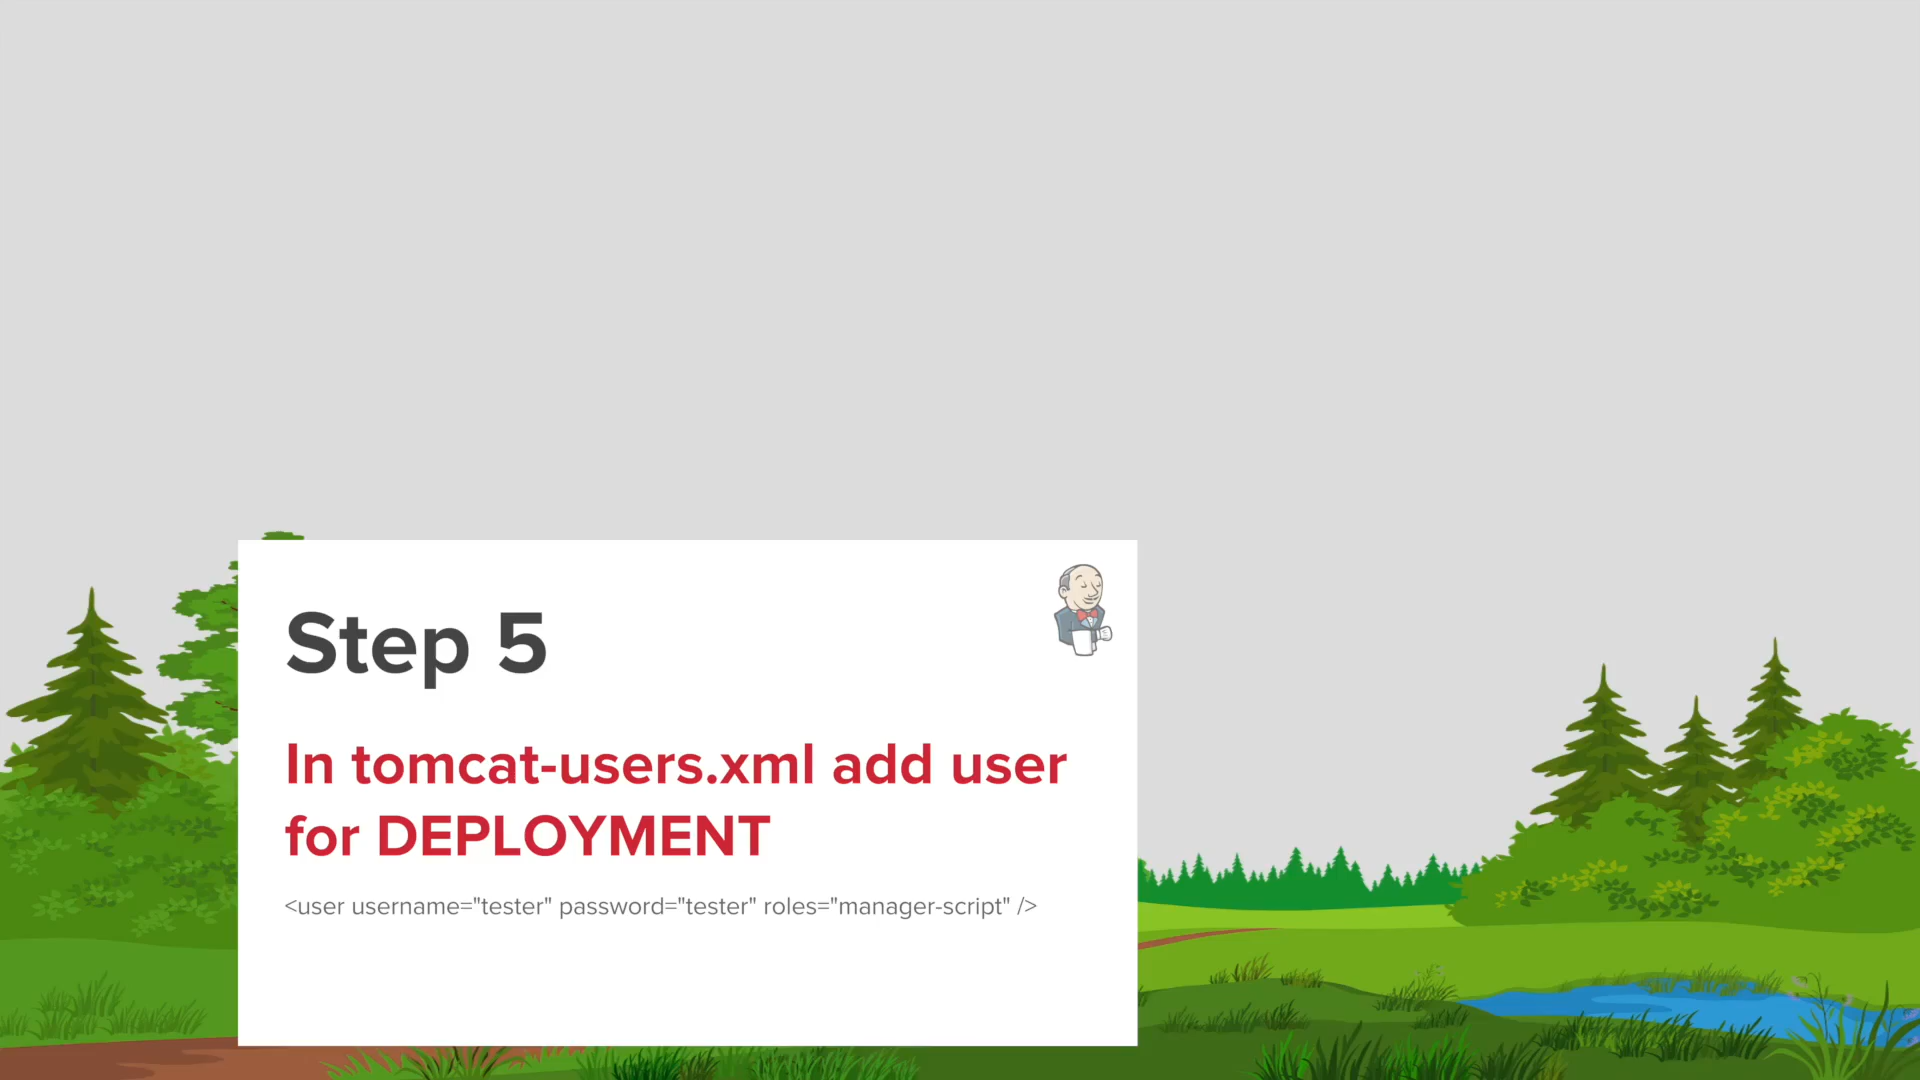 Step 5
In tomcat-users.xml add user
for DEPLOYMENT
<user username="tester" password="tester" roles="manager-script" />